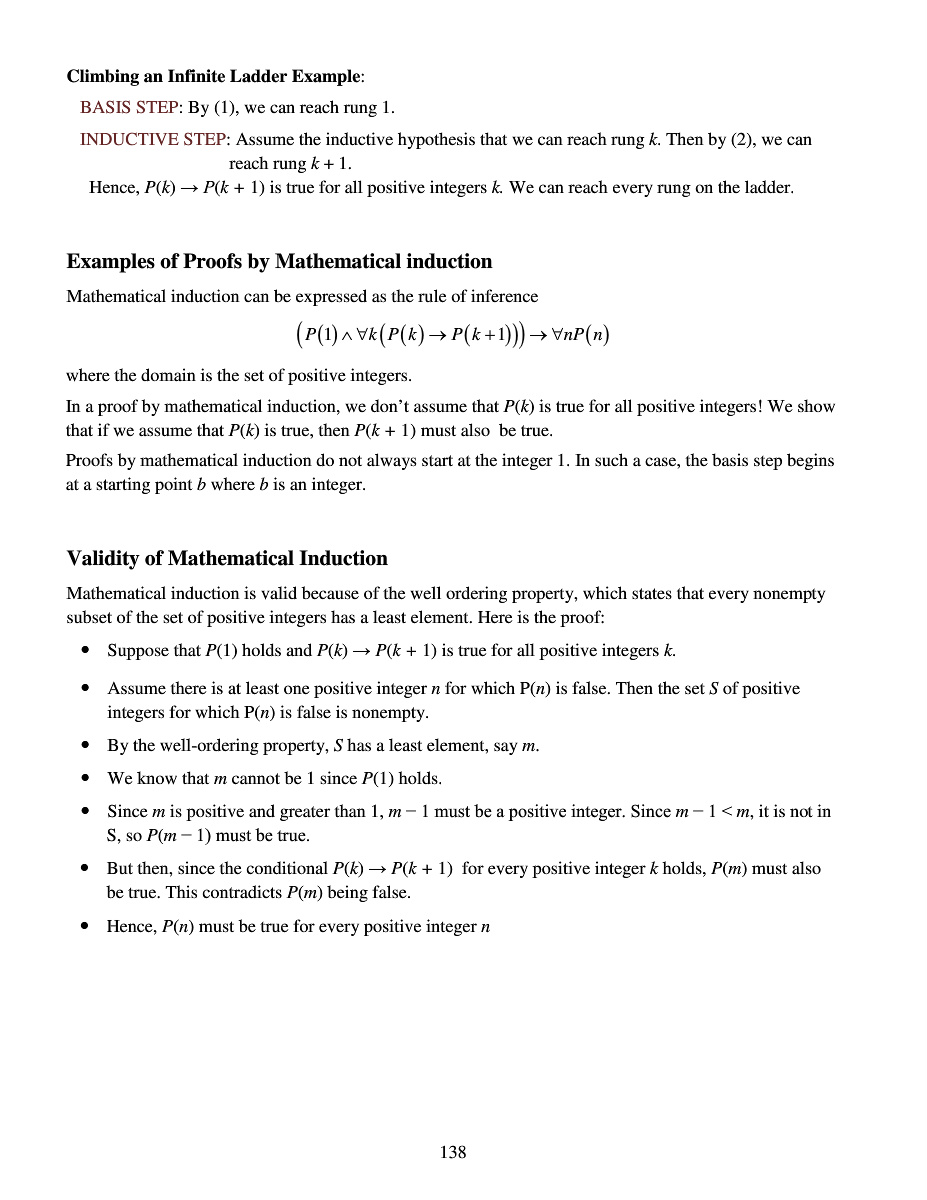 Climbing an Infinite Ladder Example:
BASIS STEP: By (1), we can reach rung 1.
INDUCTIVE STEP: Assume the inductive hypothesis that we can reach rung k. Then by (2), we can
reach rung k + 1.
Hence, P(k) → P(k + 1) is true for all positive integers k. We can reach every rung on the ladder.
Examples of Proofs by Mathematical induction
Mathematical induction can be expressed as the rule of inference
(P(1) ∧ ∀k(P(k) → P(k +1))) → ∀nP(n)
where the domain is the set of positive integers.
In a proof by mathematical induction, we don’t assume that P(k) is true for all positive integers! We show
that if we assume that P(k) is true, then P(k + 1) must also be true.
Proofs by mathematical induction do not always start at the integer 1. In such a case, the basis step begins
at a starting point b where b is an integer.
Validity of Mathematical Induction
Mathematical induction is valid because of the well ordering property, which states that every nonempty
subset of the set of positive integers has a least element. Here is the proof:
• Suppose that P(1) holds and P(k) → P(k + 1) is true for all positive integers k.
• Assume there is at least one positive integer n for which P(n) is false. Then the set S of positive
integers for which P(n) is false is nonempty.
• By the well-ordering property, S has a least element, say m.
• We know that m cannot be 1 since P(1) holds.
• Since m is positive and greater than 1, m − 1 must be a positive integer. Since m − 1 < m, it is not in
S, so P(m − 1) must be true.
• But then, since the conditional P(k) → P(k + 1) for every positive integer k holds, P(m) must also
be true. This contradicts P(m) being false.
• Hence, P(n) must be true for every positive integer n
138